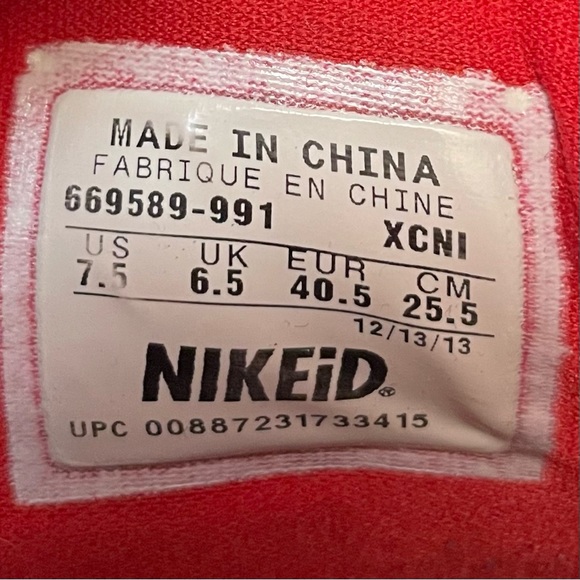 MADE IN CHINA
FABRIQUE EN CHINE
669589-991 XCNI
US UK EUR CM
7.5 6.5 40.5 25.5
12/13/13
NIKEiD®
UPC 00887231733415